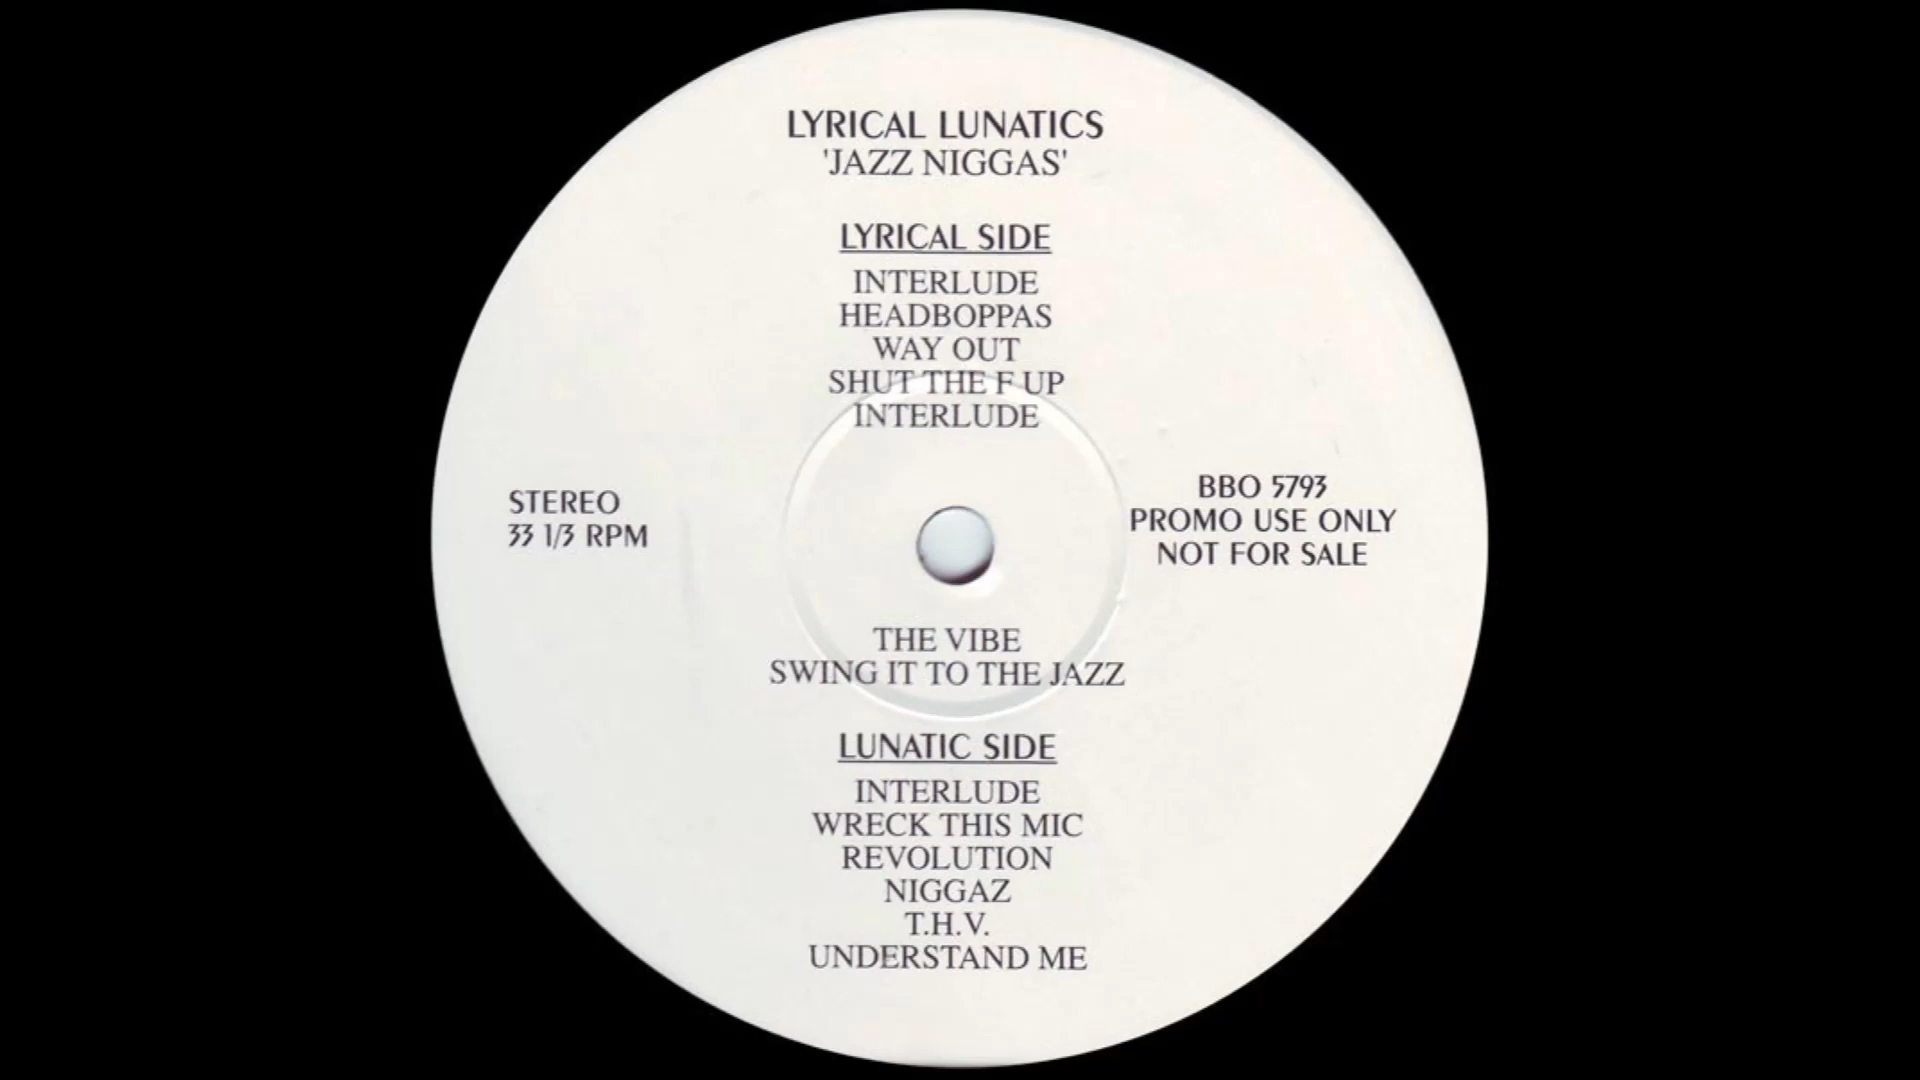 LYRICAL LUNATICS
'JAZZ NIGGAS'
LYRICAL SIDE
INTERLUDE
HEADBOPPAS
WAY OUT
SHUT THE F UP
INTERLUDE
STEREO
33 1/3 RPM
BBO 5793
PROMO USE ONLY
NOT FOR SALE
THE VIBE
SWING IT TO THE JAZZ
LUNATIC SIDE
INTERLUDE
WRECK THIS MIC
REVOLUTION
NIGGAZ
T.H.V.
UNDERSTAND ME